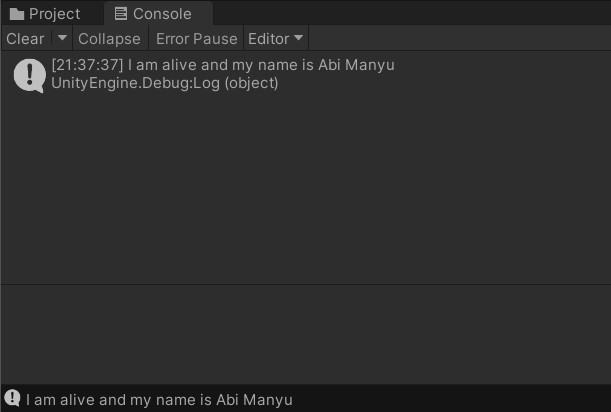 Project Console
Clear Collapse Error Pause Editor
[21:37:37] I am alive and my name is Abi Manyu
UnityEngine.Debug:Log (object)
I am alive and my name is Abi Manyu